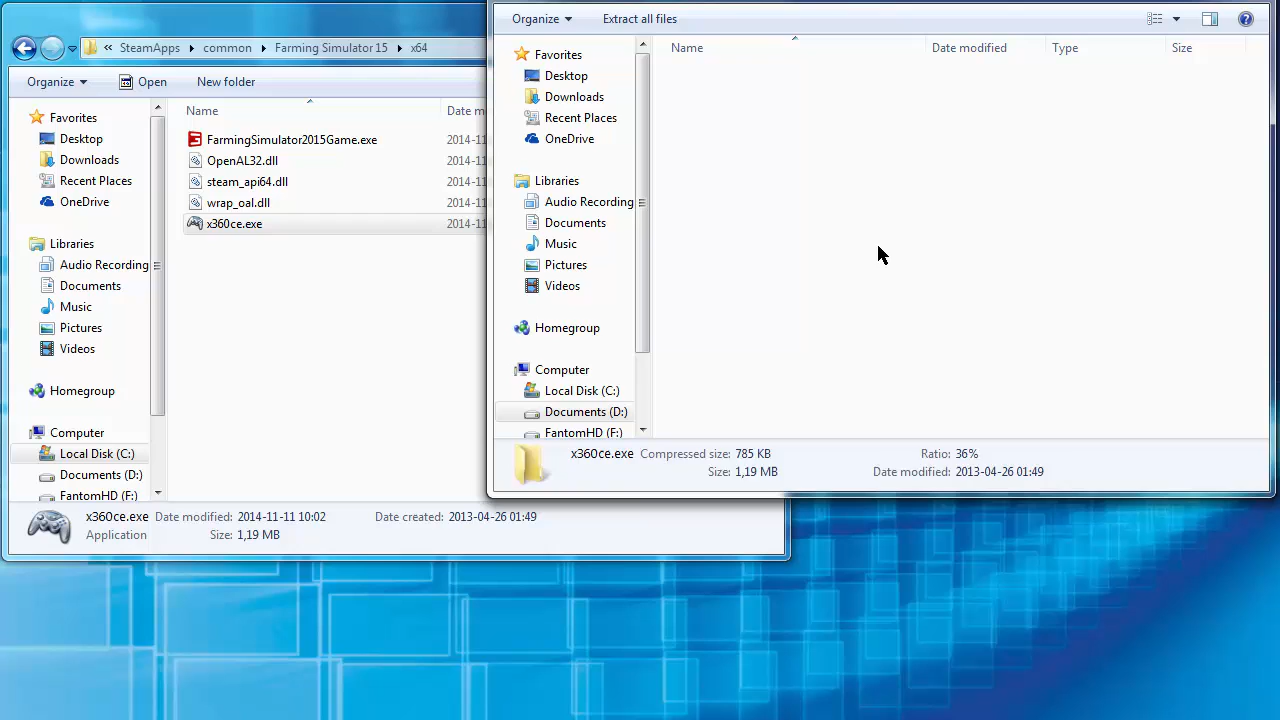 « SteamApps ▸ common ▸ Farming Simulator 15 ▸ x64
Organize Open New folder
Favorites
Desktop
Downloads
Recent Places
OneDrive
Libraries
Audio Recording
Documents
Music
Pictures
Videos
Homegroup
Computer
Local Disk (C:)
Documents (D:)
FantomHD (F:)
Name Date m
FarmingSimulator2015Game.exe 2014-11
OpenAL32.dll 2014-11
steam_api64.dll 2014-11
wrap_oal.dll 2014-11
x360ce.exe 2014-11
x360ce.exe Date modified: 2014-11-11 10:02 Date created: 2013-04-26 01:49
Application Size: 1,19 MB
Organize Extract all files
Favorites
Desktop
Downloads
Recent Places
OneDrive
Libraries
Audio Recording
Documents
Music
Pictures
Videos
Homegroup
Computer
Local Disk (C:)
Documents (D:)
FantomHD (F:)
Name Date modified Type Size
x360ce.exe Compressed size: 785 KB Ratio: 36%
Size: 1,19 MB Date modified: 2013-04-26 01:49